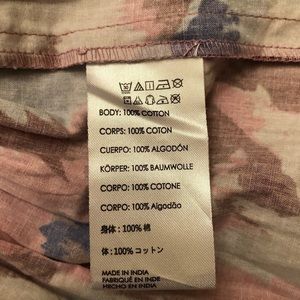 BODY: 100% COTTON
CORPS: 100% COTON
CUERPO: 100% ALGODÓN
KÖRPER: 100% BAUMWOLLE
CORPO: 100% COTONE
CORPO: 100% Algodão
身体 : 100% 棉
体 : 100% コットン
MADE IN INDIA
FABRIQUÉ EN INDE
HECHO EN INDIA